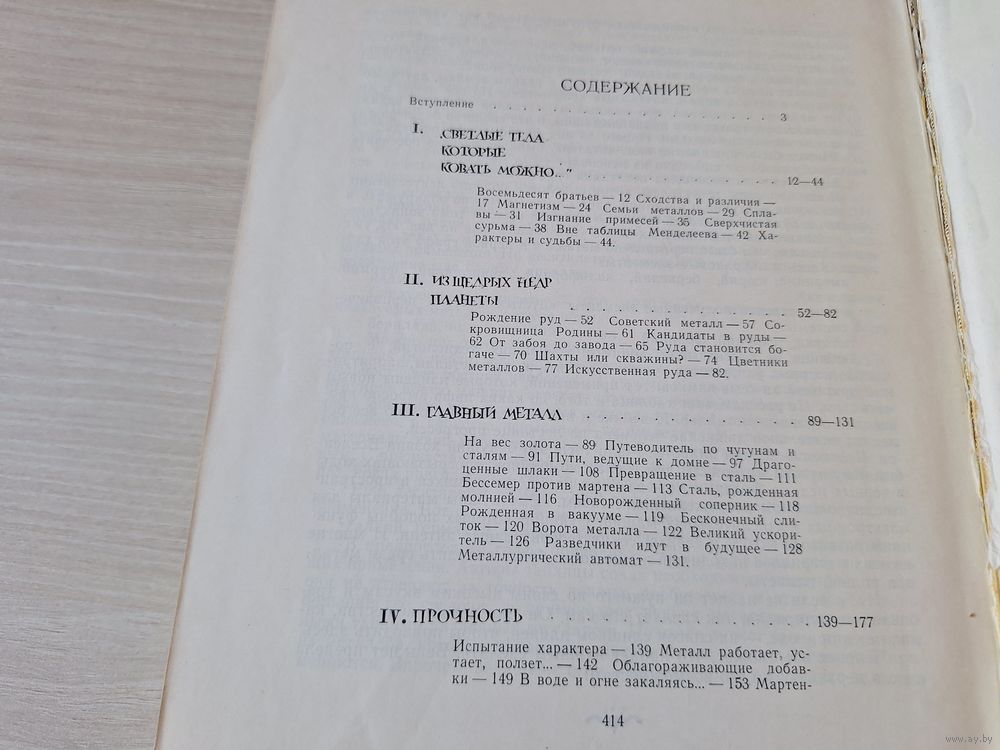 СОДЕРЖАНИЕ
Вступление . . . . . . . . . . . . . . . 3
I. „СВЕТЛЫЕ ТЕЛА
КОТОРЫЕ
КОВАТЬ МОЖНО..." . . . . . . . . . . . 12—44
Восемьдесят братьев — 12 Сходства и различия —
17 Магнетизм — 24 Семьи металлов — 29 Спла-
вы — 31 Изгнание примесей — 35 Сверхчистая
сурьма — 38 Вне таблицы Менделеева — 42 Ха-
рактеры и судьбы — 44.
II. ИЗ ЩЕДРЫХ НЕДР
ПЛАНЕТЫ . . . . . . . . . . . . . . 52—82
Рождение руд — 52 Советский металл — 57 Со-
кровищница Родины — 61 Кандидаты в руды —
62 От забоя до завода — 65 Руда становится бо-
гаче — 70 Шахты или скважины? — 74 Цветники
металлов — 77 Искусственная руда — 82.
III. ГЛАВНЫЙ МЕТАЛЛ . . . . . . . . . . . 89—131
На вес золота — 89 Путеводитель по чугунам и
сталям — 91 Пути, ведущие к домне — 97 Драго-
ценные шлаки — 108 Превращение в сталь — 111
Бессемер против мартена — 113 Сталь, рожденная
молнией — 116 Новорожденный соперник — 118
Рожденная в вакууме — 119 Бесконечный сли-
ток — 120 Ворота металла — 122 Великий ускори-
тель — 126 Разведчики идут в будущее — 128
Металлургический автомат — 131.
IV. ПРОЧНОСТЬ . . . . . . . . . . . . . . 139—177
Испытание характера — 139 Металл работает, ус-
тает, ползет... — 142 Облагораживающие добав-
ки — 149 В воде и огне закаляясь... — 153 Мартен-
414
www.ay.by